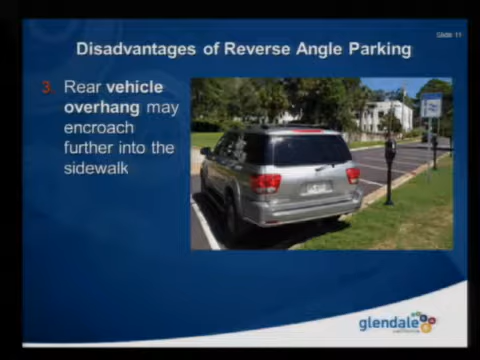 Slide 11
Disadvantages of Reverse Angle Parking
3. Rear vehicle
overhang may
encroach
further into the
sidewalk
glendale